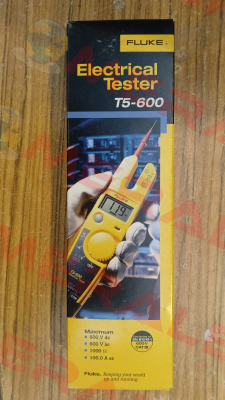 FLUKE
Electrical
Tester
T5-600
Maximum
600 V dc
600 V ac
1000 Ω
100.0 A ac
Fluke. Keeping your world
up and running